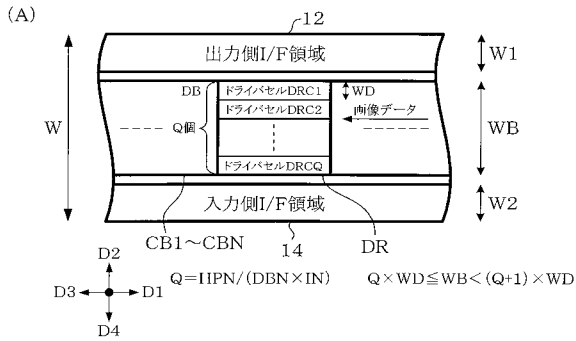 (A)
12
出力側I/F領域
W1
DB
ドライバセルDRC1
WD
ドライバセルDRC2
画像データ
W
Q個
WB
ドライバセルDRCQ
入力側I/F領域
W2
CB1～CBN
14
DR
D2
D3
D1
D4
Q=HPN/(DBN×IN)
Q×WD≦WB<(Q+1)×WD